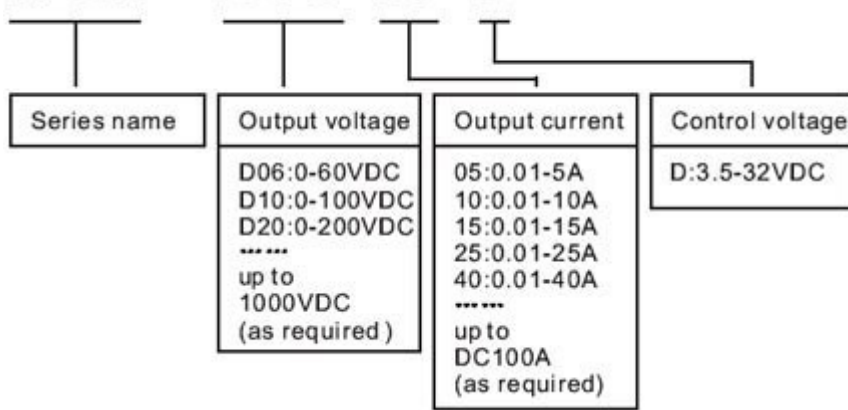 Series name
Output voltage
D06:0-60VDC
D10:0-100VDC
D20:0-200VDC
......
up to
1000VDC
(as required )
Output current
05:0.01-5A
10:0.01-10A
15:0.01-15A
25:0.01-25A
40:0.01-40A
......
up to
DC100A
(as required)
Control voltage
D:3.5-32VDC